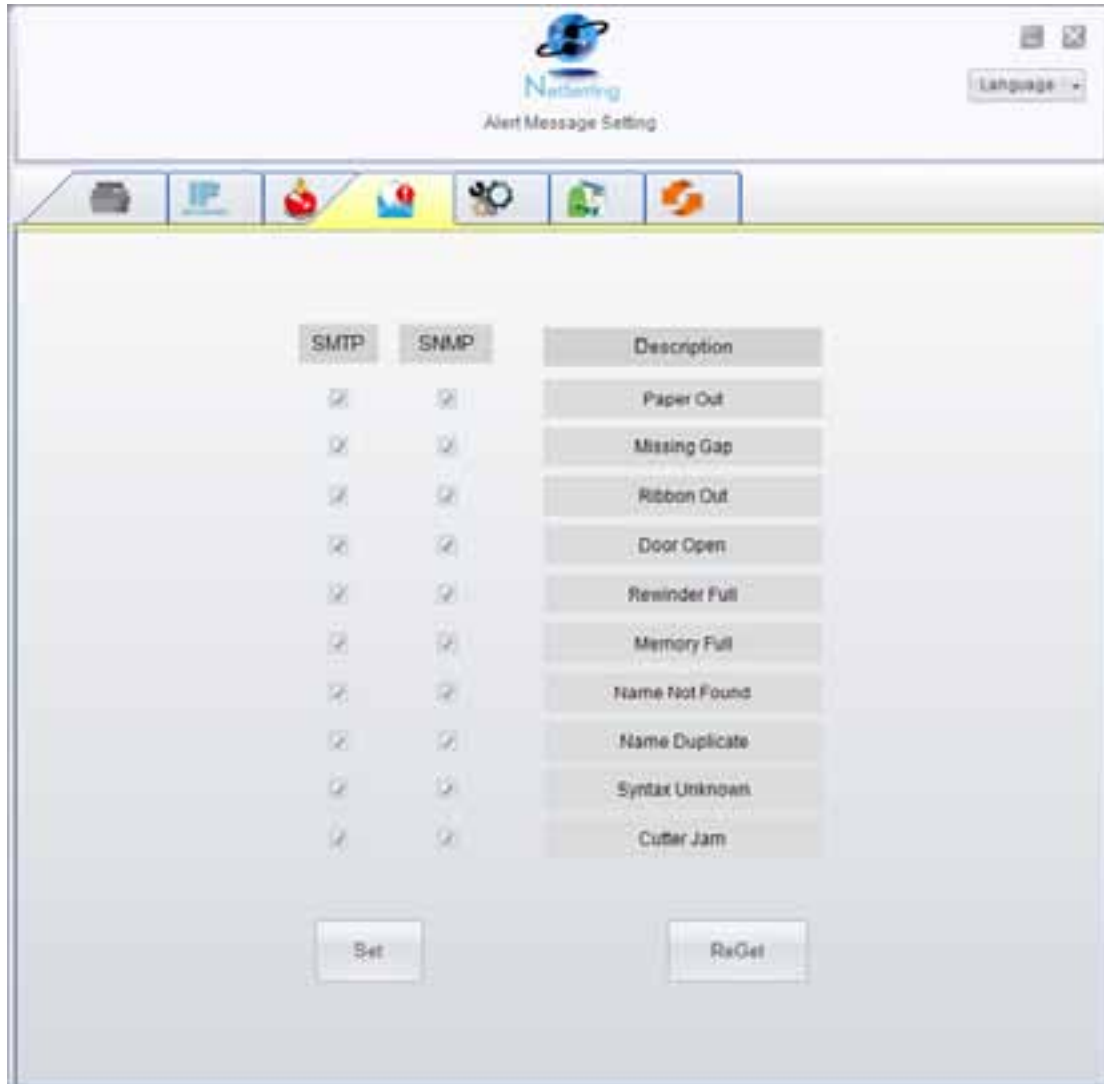 NetSetting
Language
Alert Message Setting
IP
SMTP SNMP Description
Paper Out
Missing Gap
Ribbon Out
Door Open
Rewinder Full
Memory Full
Name Not Found
Name Duplicate
Syntax Unknown
Cutter Jam
Set ReGet